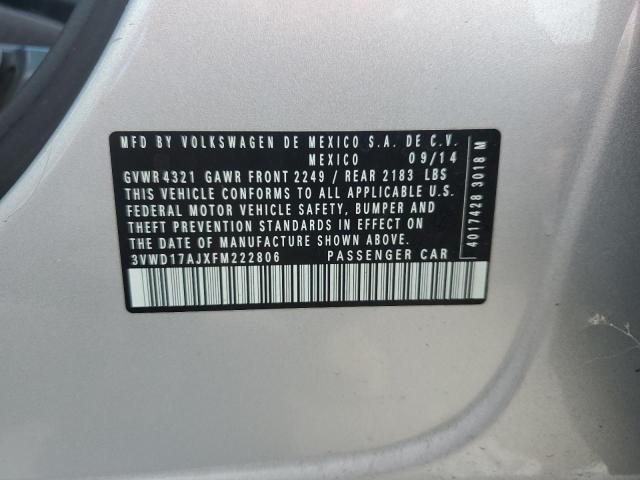 MFD BY VOLKSWAGEN DE MEXICO S.A. DE C.V.
MEXICO 09/14
GVWR 4321 GAWR FRONT 2249 / REAR 2183 LBS
THIS VEHICLE CONFORMS TO ALL APPLICABLE U.S.
FEDERAL MOTOR VEHICLE SAFETY, BUMPER AND
THEFT PREVENTION STANDARDS IN EFFECT ON
THE DATE OF MANUFACTURE SHOWN ABOVE.
3VWD17AJXFM222806 PASSENGER CAR
4017428 3018 M